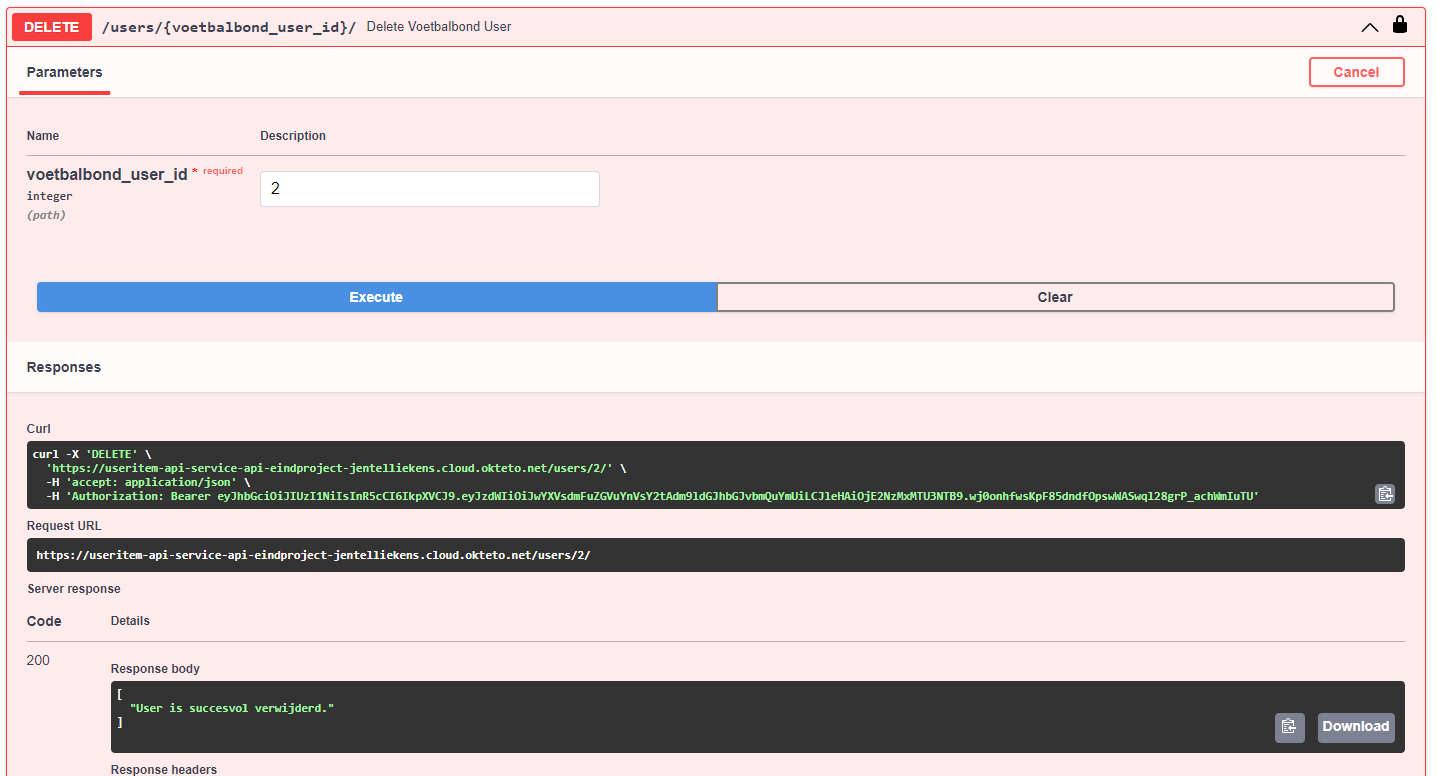 DELETE /users/{voetbalbond_user_id}/ Delete Voetbalbond User
Parameters
Cancel
Name Description
voetbalbond_user_id * required
integer
(path)
2
Execute Clear
Responses
Curl
curl -X 'DELETE' \
'https://useritem-api-service-api-eindproject-jentelliekens.cloud.okteto.net/users/2/' \
-H 'accept: application/json' \
-H 'Authorization: Bearer eyJhbGciOiJIUzI1NiIsInR5cCI6IkpXVCJ9.eyJzdWIiOiJwYXVsdmFuZGVuYnVsY2tAdm9ldGJhbGJvbmQuYmUiLCJleHAiOjE2NzMxMTU3NTB9.wj0onhfwsKpF85dndfOpswWASwql28grP_achWmIuTU'
Request URL
https://useritem-api-service-api-eindproject-jentelliekens.cloud.okteto.net/users/2/
Server response
Code Details
200
Response body
[
"User is succesvol verwijderd."
]
Download
Response headers